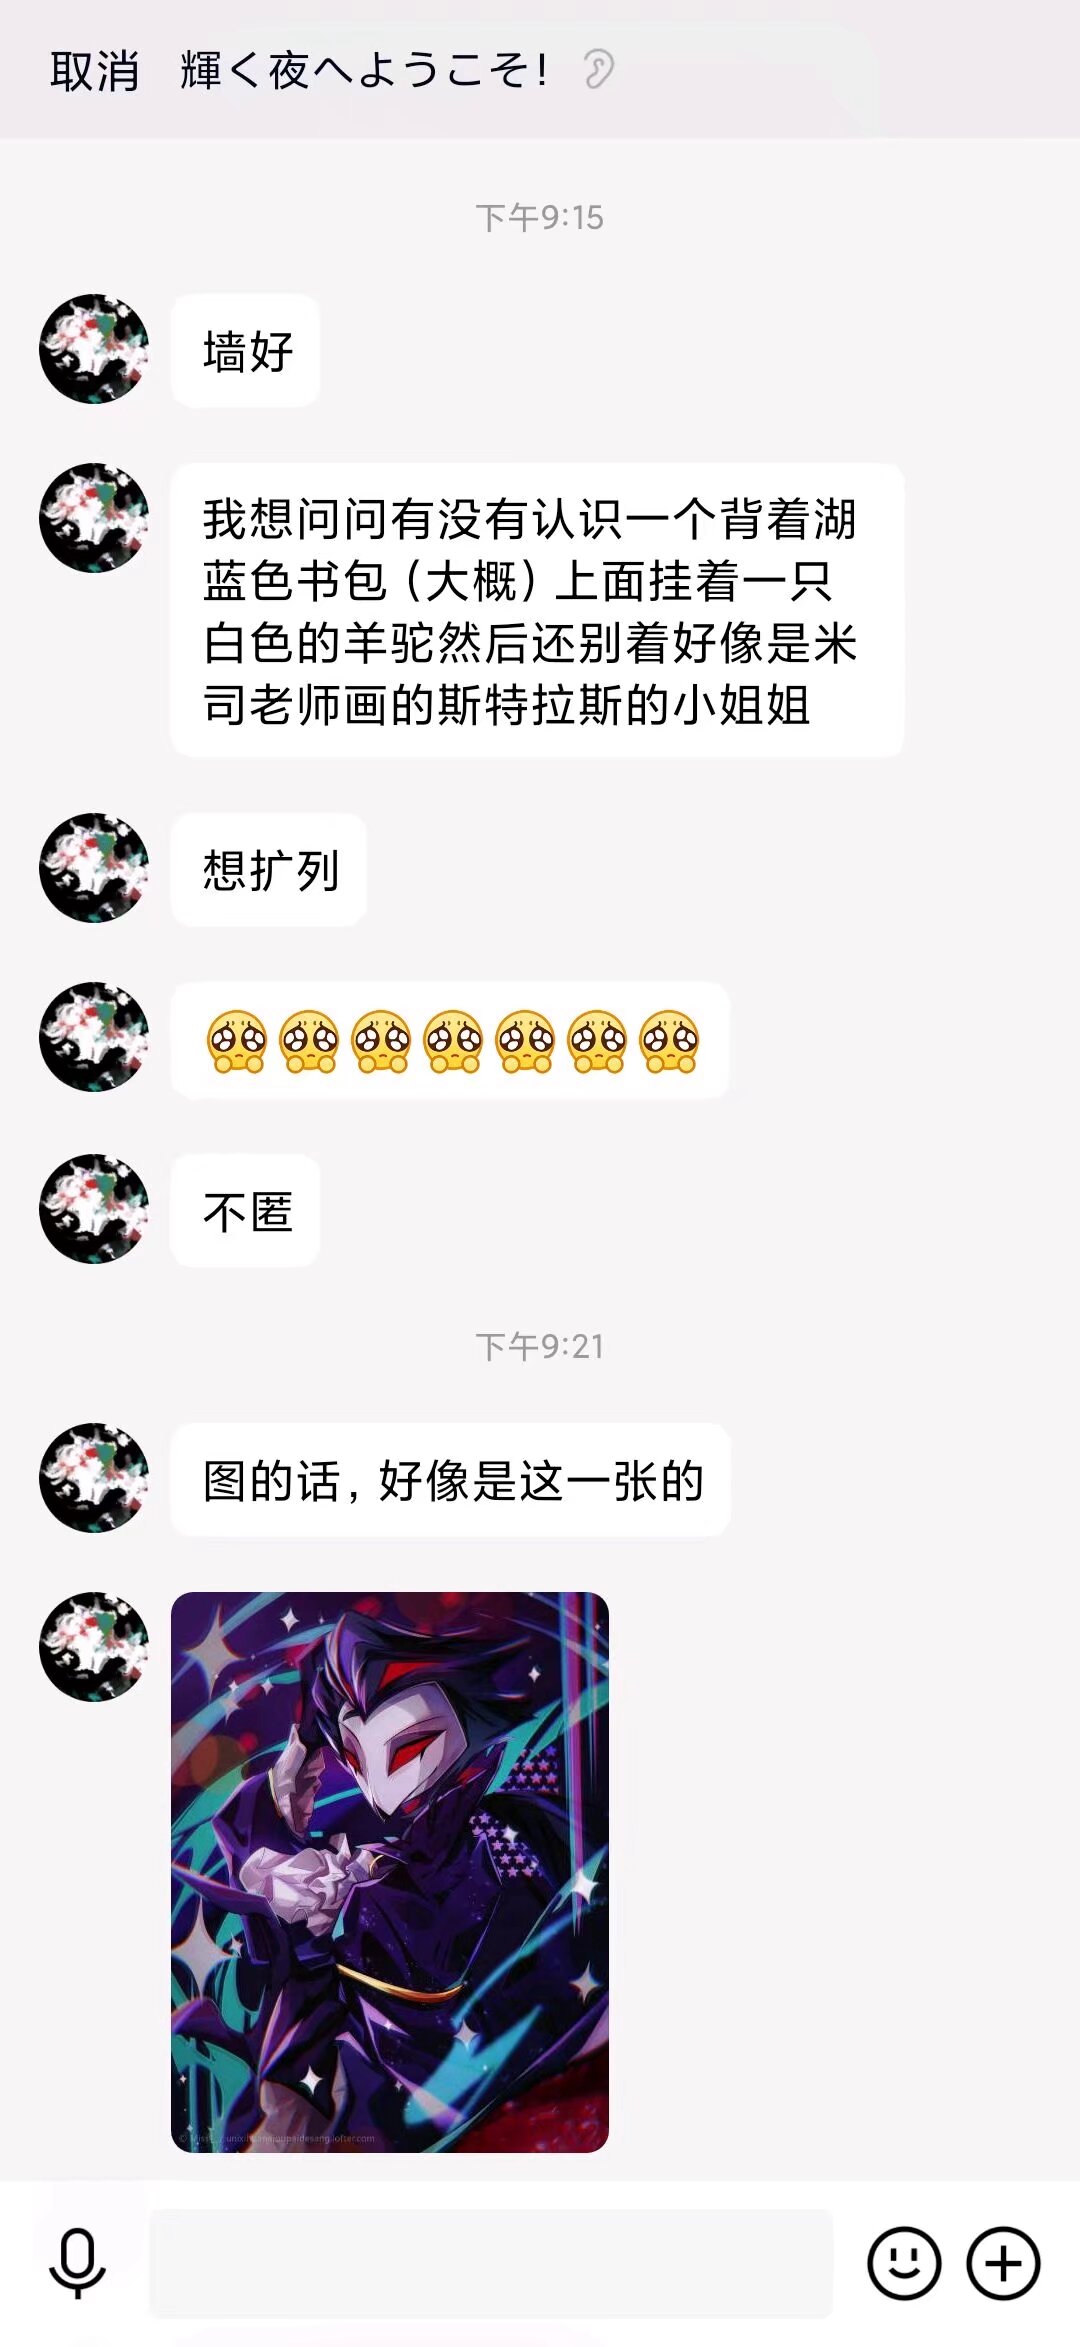 取消 輝く夜へようこそ！
下午9:15
墙好
我想问问有没有认识一个背着湖
蓝色书包（大概）上面挂着一只
白色的羊驼然后还别着好像是米
司老师画的斯特拉斯的小姐姐
想扩列
🥺🥺🥺🥺🥺🥺🥺
不匿
下午9:21
图的话，好像是这一张的